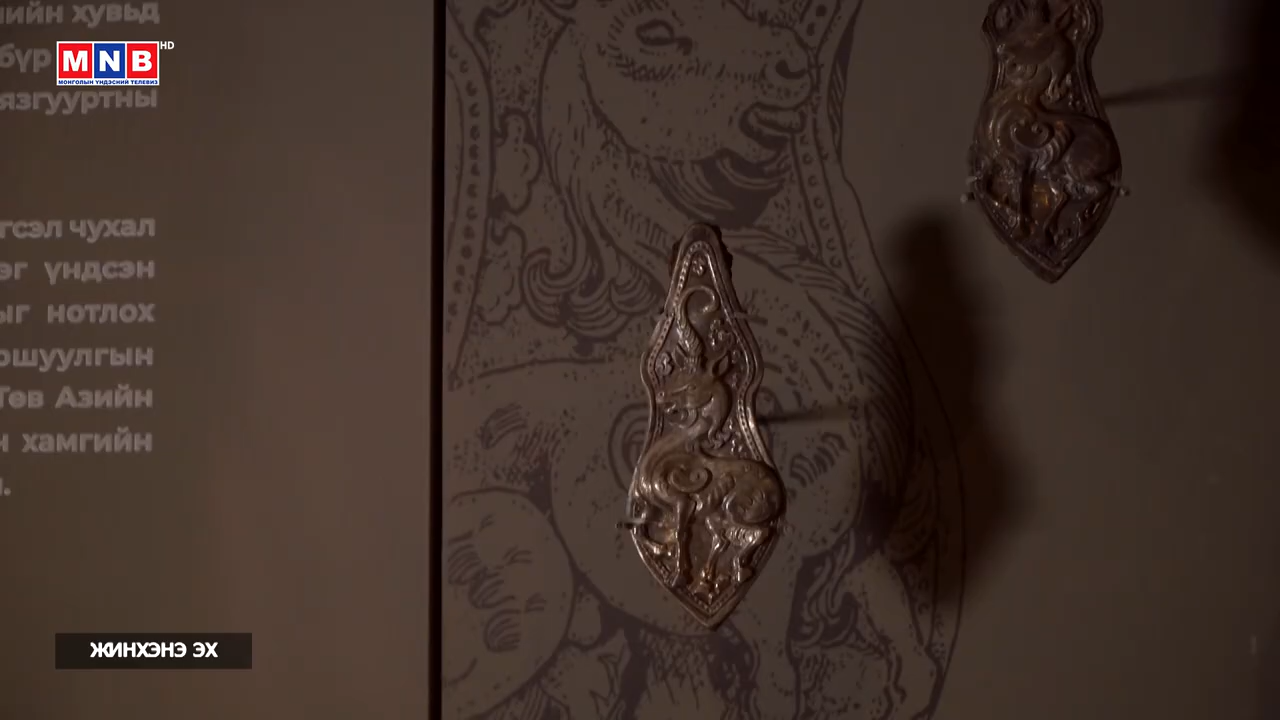 ийн хувьд
бүр
MNB HD
МОНГОЛЫН ҮНДЭСНИЙ ТЕЛЕВИЗ
язгууртны
гсэл чухал
эг үндсэн
ыг нотлох
ошуулгын
Төв Азийн
н хамгийн
ЖИНХЭНЭ ЭХ